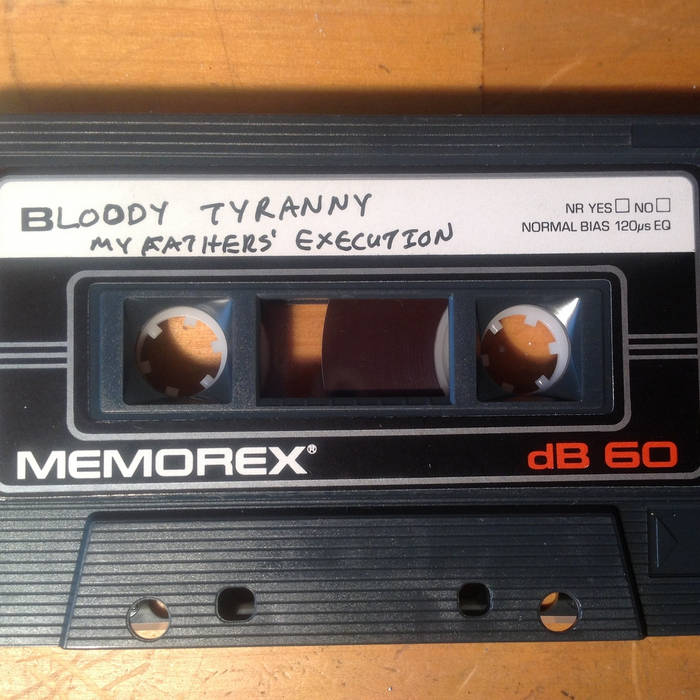 BLOODY TYRANNY
MY FATHERS' EXECUTION
NR YES☐ NO☐
NORMAL BIAS 120µs EQ
MEMOREX®
dB 60